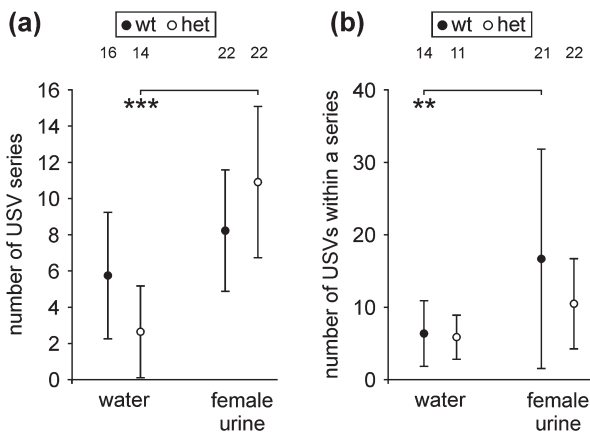 (a)
wt het
16 14 22 22
number of USV series
16
14
12
10
8
6
4
2
0
***
water
female
urine
(b)
wt het
14 11 21 22
number of USVs within a series
40
30
20
10
0
**
water
female
urine